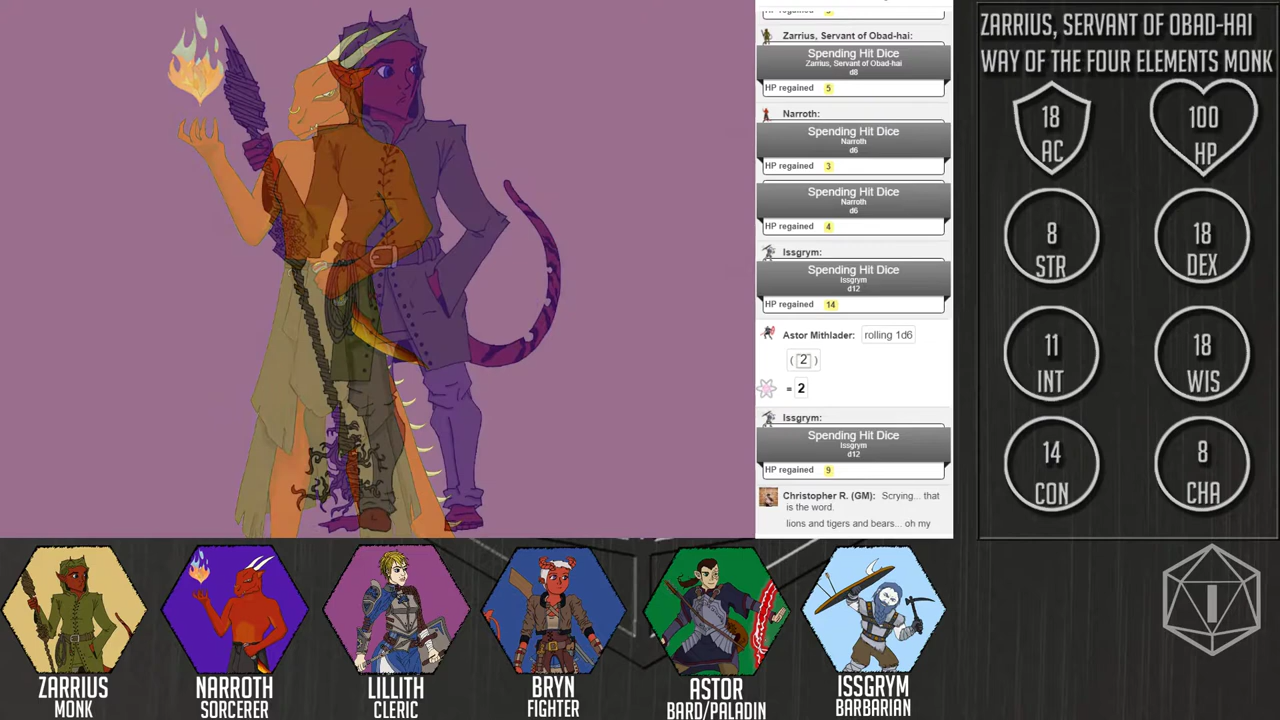 HP regained 5
Zarrius, Servant of Obad-hai:
Spending Hit Dice
Zarrius, Servant of Obad-hai
d8
HP regained 5
Narroth:
Spending Hit Dice
Narroth
d6
HP regained 3
Spending Hit Dice
Narroth
d6
HP regained 4
Issgrym:
Spending Hit Dice
Issgrym
d12
HP regained 14
Astor Mithlader: rolling 1d6
(2)
= 2
Issgrym:
Spending Hit Dice
Issgrym
d12
HP regained 9
Christopher R. (GM): Scrying... that
is the word.
lions and tigers and bears... oh my
ZARRIUS, SERVANT OF OBAD-HAI
WAY OF THE FOUR ELEMENTS MONK
18
AC
100
HP
8
STR
18
DEX
11
INT
18
WIS
14
CON
8
CHA
ZARRIUS
MONK
NARROTH
SORCERER
LILLITH
CLERIC
BRYN
FIGHTER
ASTOR
BARD/PALADIN
ISSGRYM
BARBARIAN